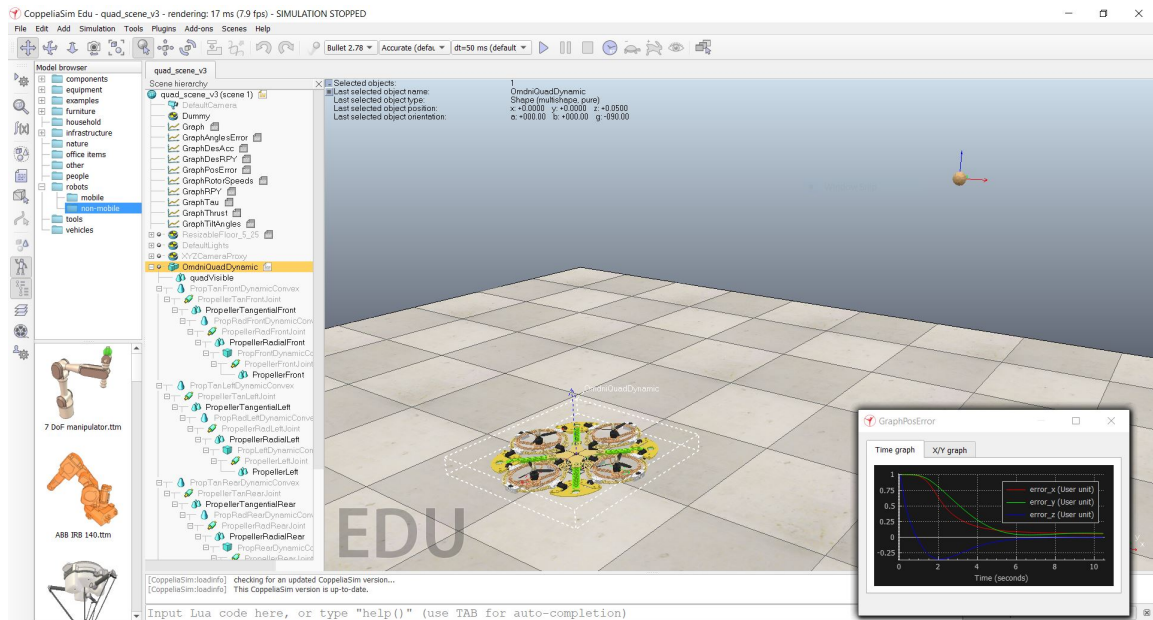 CoppeliaSim Edu - quad_scene_v3 - rendering: 17 ms (7.9 fps) - SIMULATION STOPPED
File Edit Add Simulation Tools Plugins Add-ons Scenes Help
Bullet 2.78 Accurate (defau dt=50 ms (default
Model browser
components
equipment
examples
furniture
household
infrastructure
nature
office items
other
people
robots
mobile
non-mobile
tools
vehicles
7 DoF manipulator.ttm
ABB IRB 140.ttm
quad_scene_v3
Scene hierarchy
quad_scene_v3 (scene 1)
DefaultCamera
Dummy
Graph
GraphAnglesError
GraphDesAcc
GraphDesRPY
GraphPosError
GraphRotorSpeeds
GraphRPY
GraphTau
GraphThrust
GraphTiltAngles
ResizableFloor_5_25
DefaultLights
XYZCameraProxy
OmdniQuadDynamic
quadVisible
PropTanFrontDynamicConvex
PropellerTanFrontJoint
PropellerTangentialFront
PropRadFrontDynamicConv
PropellerRadFrontJoint
PropellerRadialFront
PropFrontDynamicCo
PropellerFrontJoint
PropellerFront
PropTanLeftDynamicConvex
PropellerTanLeftJoint
PropellerTangentialLeft
PropRadLeftDynamicConve
PropellerRadLeftJoint
PropellerRadialLeft
PropLeftDynamicCon
PropellerLeftJoint
PropellerLeft
PropTanRearDynamicConvex
PropellerTanRearJoint
PropellerTangentialRear
PropRadRearDynamicConv
PropellerRadRearJoint
PropellerRadialRear
PropRearDynamicCo
PropellerRearJoint
Selected objects: 1
Last selected object name: OmdniQuadDynamic
Last selected object type: Shape (multishape, pure)
Last selected object position: x: +0.0000 y: +0.0000 z: +0.0500
Last selected object orientation: a: +000.00 b: +000.00 g: -090.00
OmdniQuadDynamic
EDU
GraphPosError
Time graph X/Y graph
1
0.75
0.5
0.25
0
-0.25
error_x (User unit)
error_y (User unit)
error_z (User unit)
0 2 4 6 8 10
Time (seconds)
[CoppeliaSim:loadinfo] checking for an updated CoppeliaSim version...
[CoppeliaSim:loadinfo] This CoppeliaSim version is up-to-date.
Input Lua code here, or type "help()" (use TAB for auto-completion)